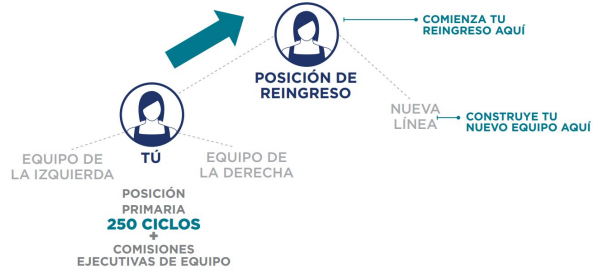 COMIENZA TU
REINGRESO AQUÍ
POSICIÓN DE
REINGRESO
NUEVA
LÍNEA
CONSTRUYE TU
NUEVO EQUIPO AQUÍ
EQUIPO DE
LA IZQUIERDA
TÚ
EQUIPO DE
LA DERECHA
POSICIÓN
PRIMARIA
250 CICLOS
+
COMISIONES
EJECUTIVAS DE EQUIPO